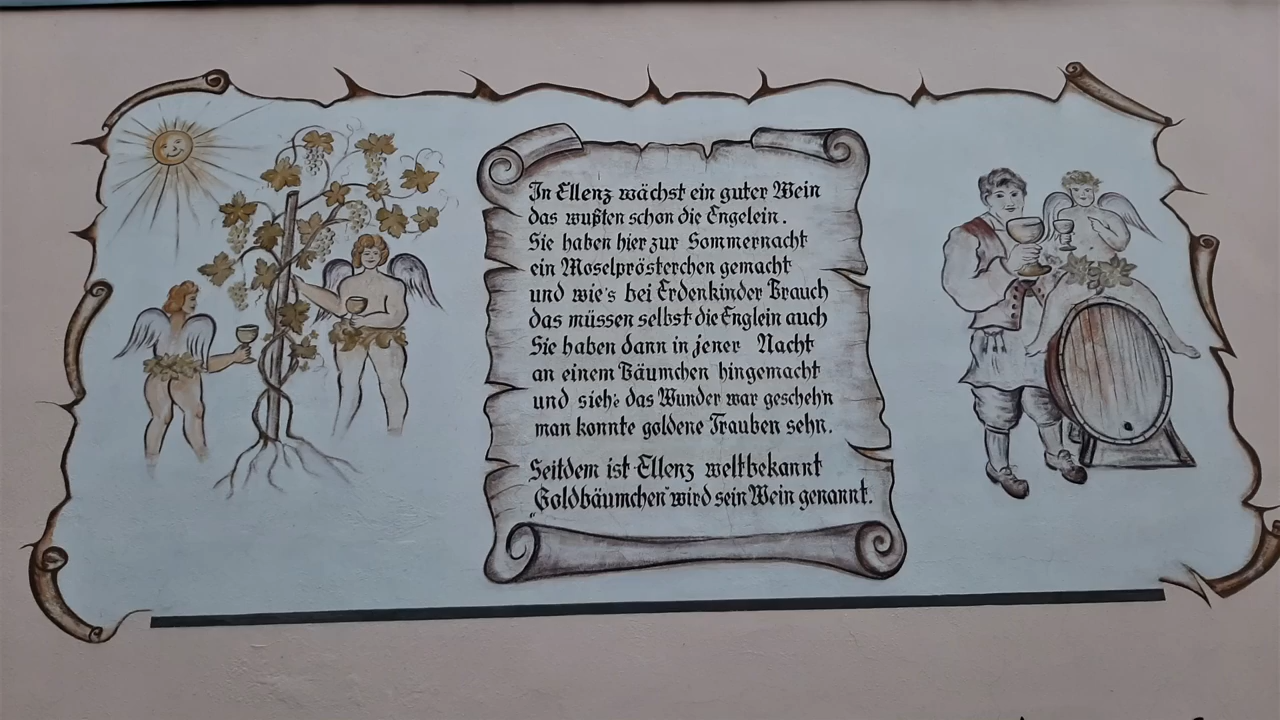 In Ellenz wächst ein guter Wein
das wußten schon die Engelein.
Sie haben hier zur Sommernacht
ein Moselprösterchen gemacht
und wie's bei Erdenkinder Brauch
das müssen selbst die Englein auch
Sie haben dann in jener Nacht
an einem Bäumchen hingemacht
und sieh: das Wunder war gescheh'n
man konnte goldene Trauben sehn.
Seitdem ist Ellenz weltbekannt
„Goldbäumchen" wird sein Wein genannt.